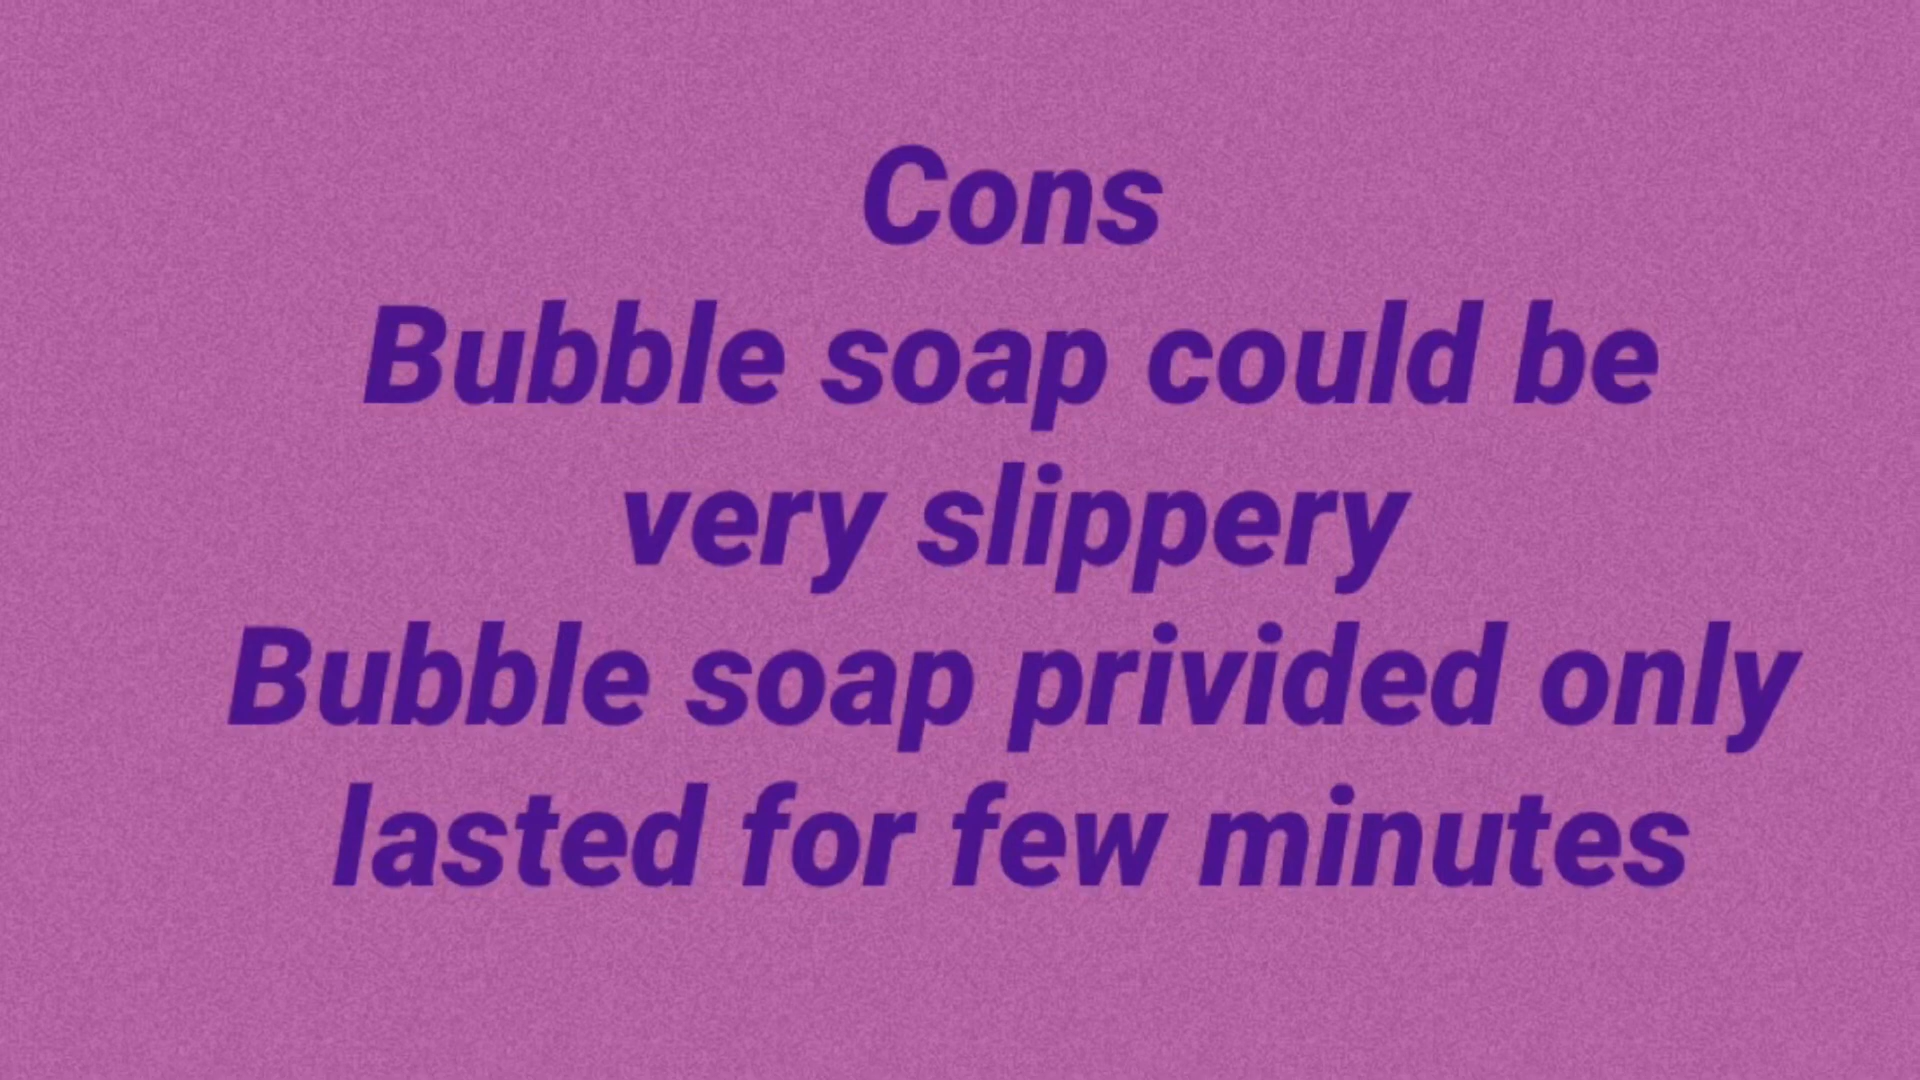 Cons
Bubble soap could be
very slippery
Bubble soap privided only
lasted for few minutes